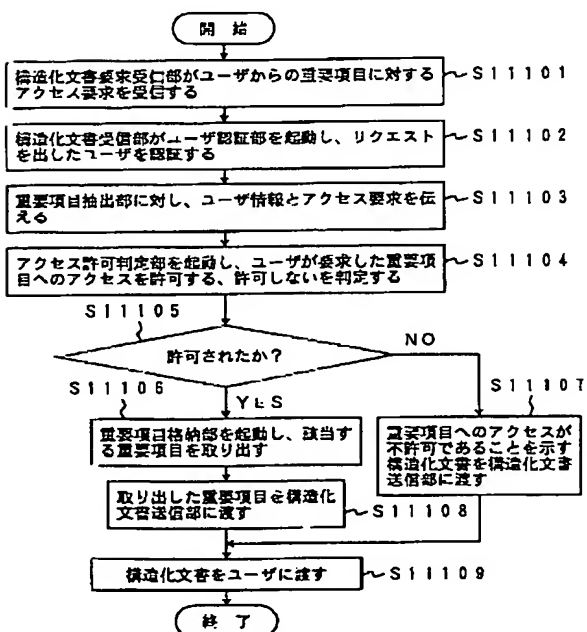 開 始
構造化文書要求受信部がユーザからの重要項目に対する
アクセス要求を受信する
S11101
構造化文書受信部がユーザ認証部を起動し、リクエスト
を出したユーザを認証する
S11102
重要項目抽出部に対し、ユーザ情報とアクセス要求を伝
える
S11103
アクセス許可判定部を起動し、ユーザが要求した重要項
目へのアクセスを許可する、許可しないを判定する
S11104
S11105
許可されたか?
NO
YES
S11106
S11107
重要項目格納部を起動し、該当す
る重要項目を取り出す
重要項目へのアクセスが
不許可であることを示す
構造化文書を構造化文書
送信部に渡す
取り出した重要項目を構造化
文書送信部に渡す
S11108
構造化文書をユーザに渡す
S11109
終 了